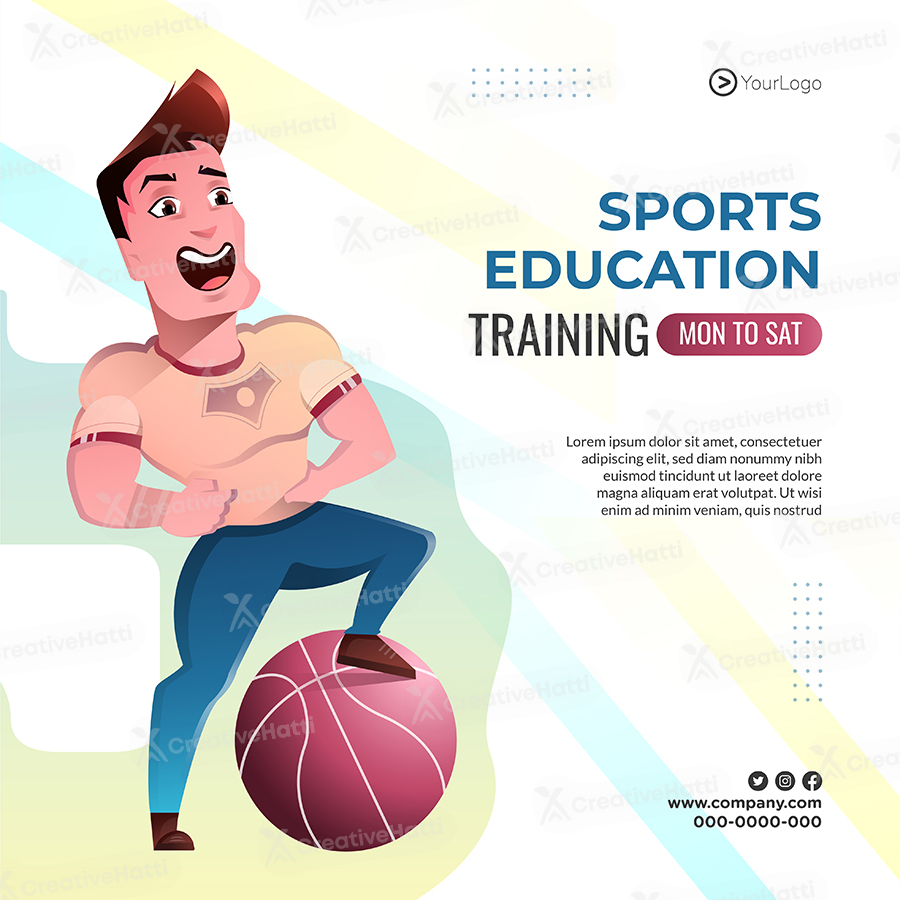 YourLogo
SPORTS
EDUCATION
TRAINING MON TO SAT
Lorem ipsum dolor sit amet, consectetuer
adipiscing elit, sed diam nonummy nibh
euismod tincidunt ut laoreet dolore
magna aliquam erat volutpat. Ut wisi
enim ad minim veniam, quis nostrud
www.company.com
000-0000-000
CreativeHatti